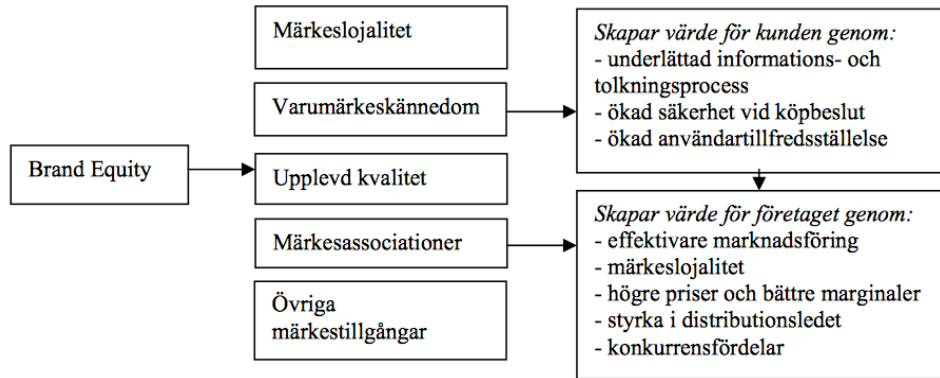 Brand Equity
Märkeslojalitet
Varumärkeskännedom
Upplevd kvalitet
Märkesassociationer
Övriga
märkestillgångar
Skapar värde för kunden genom:
- underlättad informations- och
tolkningsprocess
- ökad säkerhet vid köpbeslut
- ökad användartillfredsställelse
Skapar värde för företaget genom:
- effektivare marknadsföring
- märkeslojalitet
- högre priser och bättre marginaler
- styrka i distributionsledet
- konkurrensfördelar